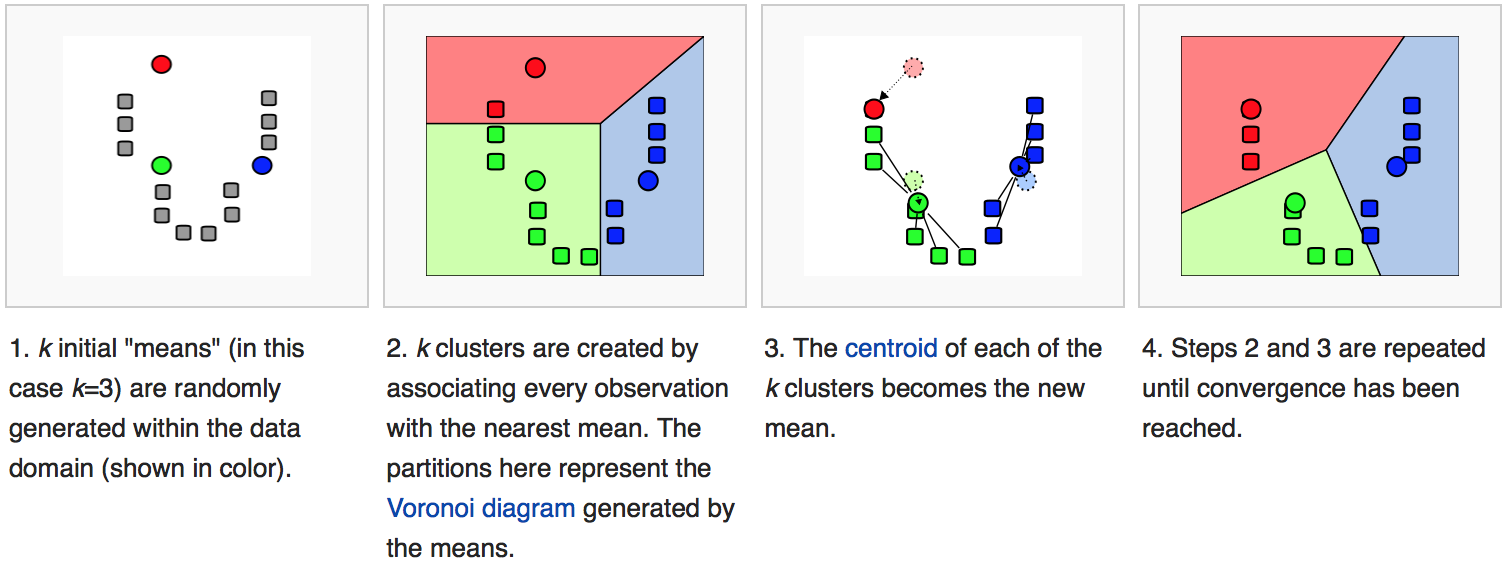 1. k initial "means" (in this
case k=3) are randomly
generated within the data
domain (shown in color).
2. k clusters are created by
associating every observation
with the nearest mean. The
partitions here represent the
Voronoi diagram generated by
the means.
3. The centroid of each of the
k clusters becomes the new
mean.
4. Steps 2 and 3 are repeated
until convergence has been
reached.